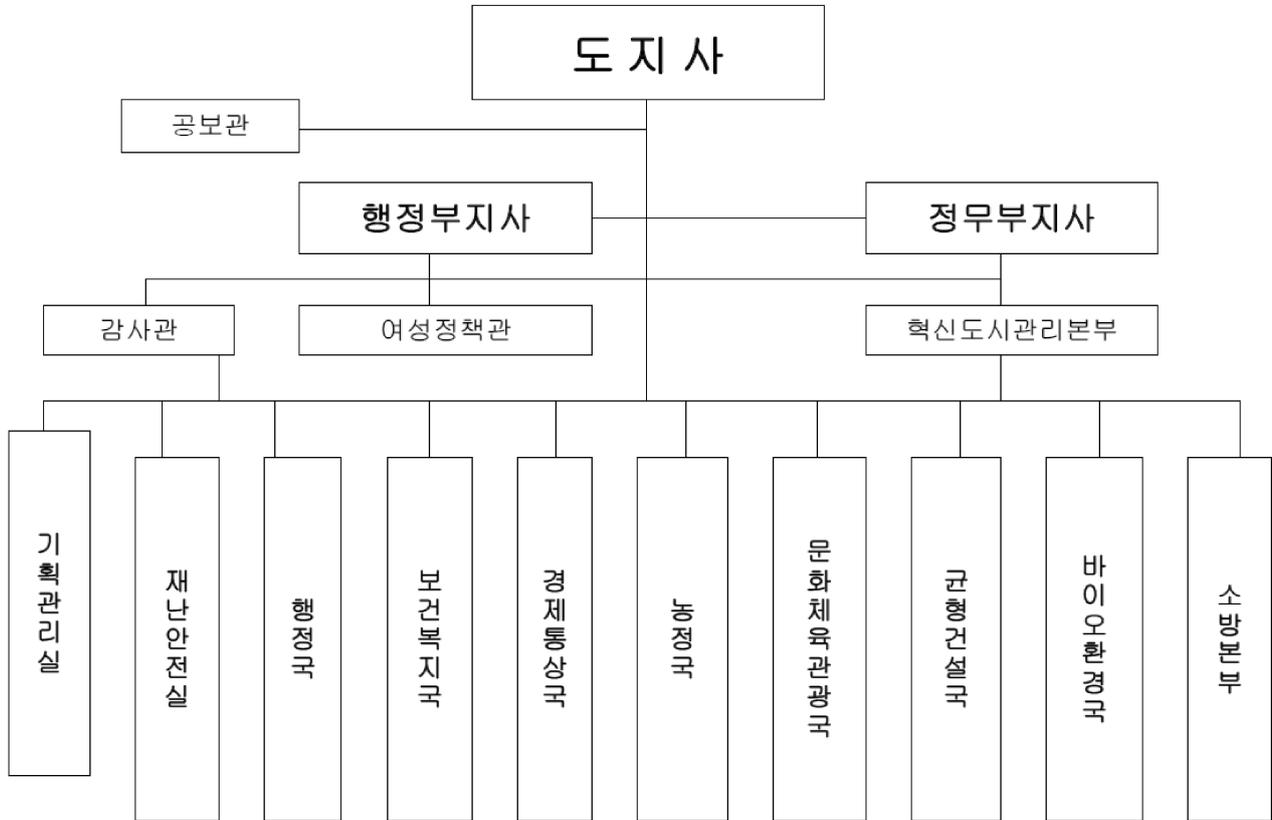 도 지 사
공보관
행정부지사
정무부지사
감사관
여성정책관
혁신도시관리본부
기획관리실
재난안전실
행정국
보건복지국
경제통상국
농정국
문화체육관광국
균형건설국
바이오환경국
소방본부